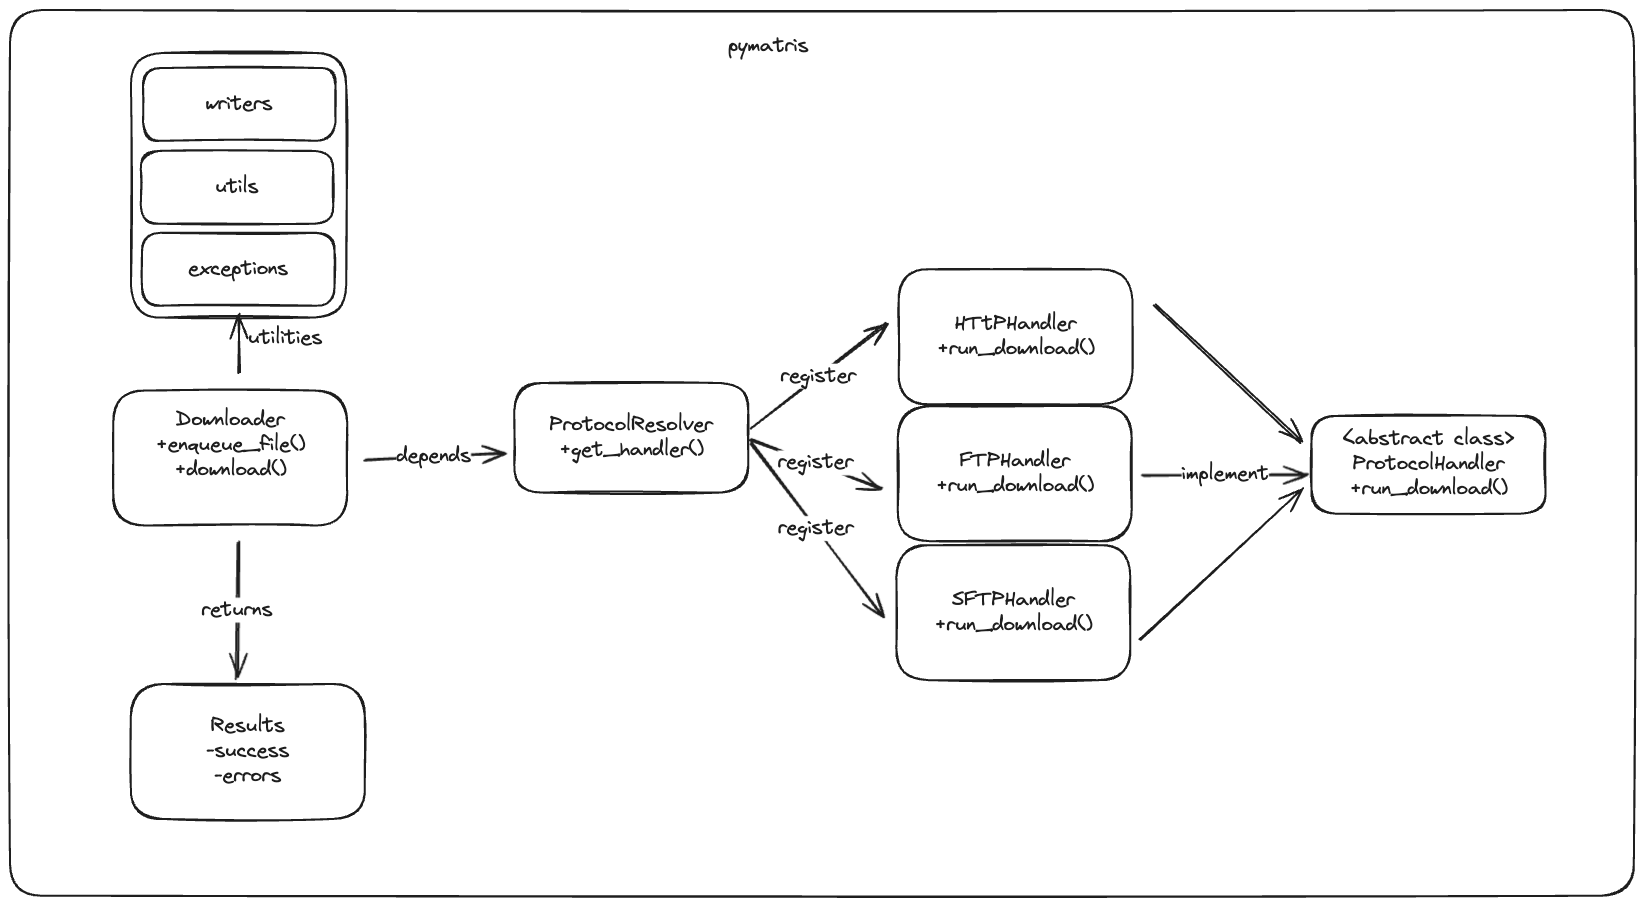 pymatris
writers
utils
exceptions
utilities
Downloader
+enqueue_file()
+download()
depends
returns
Results
-success
-errors
ProtocolResolver
+get_handler()
register
register
register
HTtPHandler
+run_download()
FTPHandler
+run_download()
SFTPHandler
+run_download()
implement
<abstract class>
ProtocolHandler
+run_download()